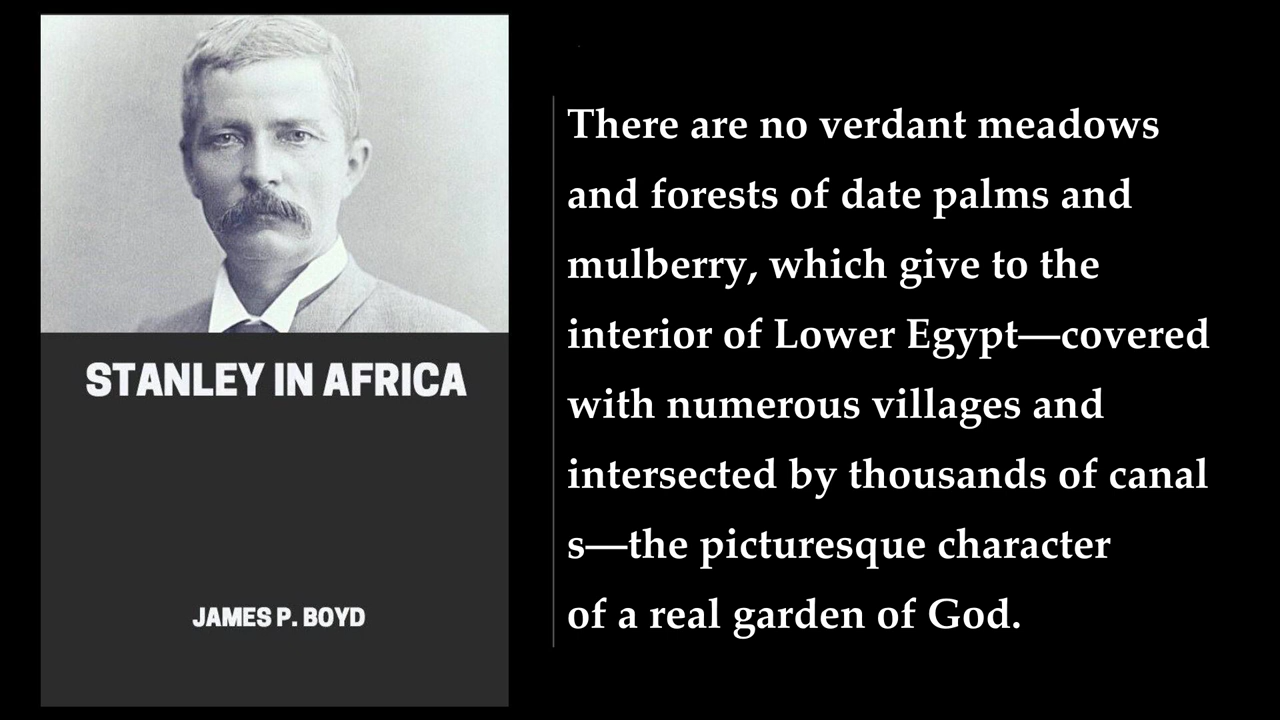 STANLEY IN AFRICA
JAMES P. BOYD
There are no verdant meadows
and forests of date palms and
mulberry, which give to the
interior of Lower Egypt—covered
with numerous villages and
intersected by thousands of canal
s—the picturesque character
of a real garden of God.